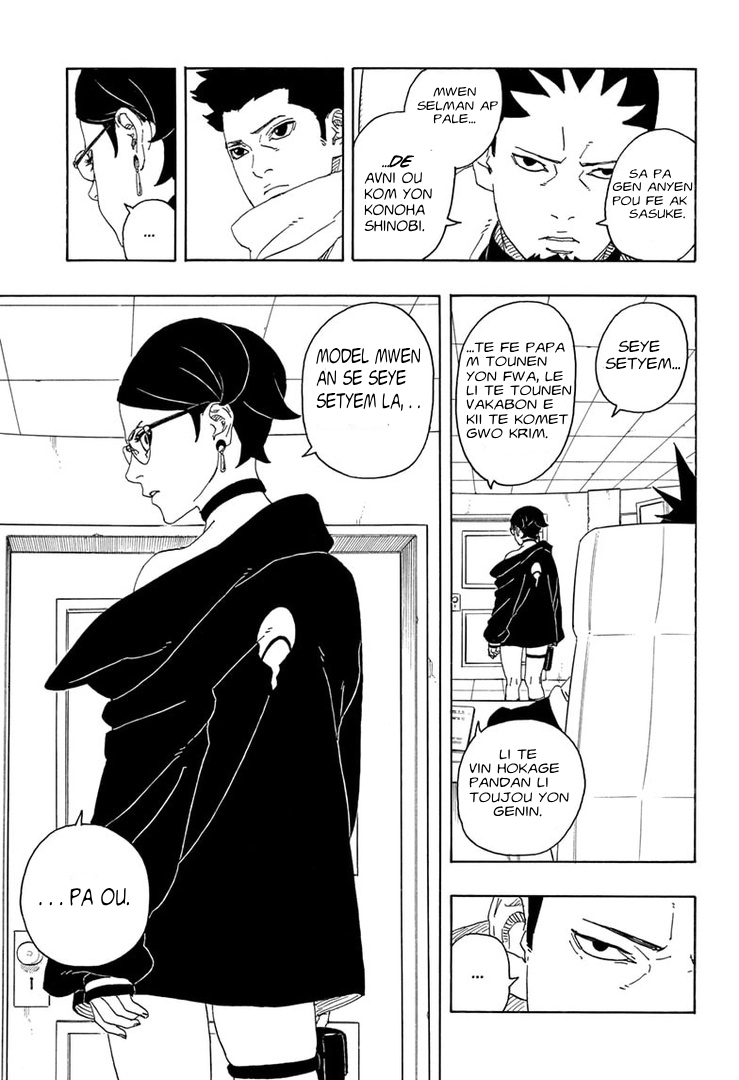 SA PA
GEN ANYEN
POU FE AK
SASUKE.
MWEN
SELMAN AP
PALE...
...DE
AVNI OU
KOM YON
KONOHA
SHINOBI.
...
SEYE
SETYEM...
...TE FE PAPA
M TOUNEN
YON FWA, LE
LI TE TOUNEN
VAKABON E
KII TE KOMET
GWO KRIM.
LI TE
VIN HOKAGE
PANDAN LI
TOUJOU YON
GENIN.
...
MODEL MWEN
AN SE SEYE
SETYEM LA, . .
. . . PA OU.